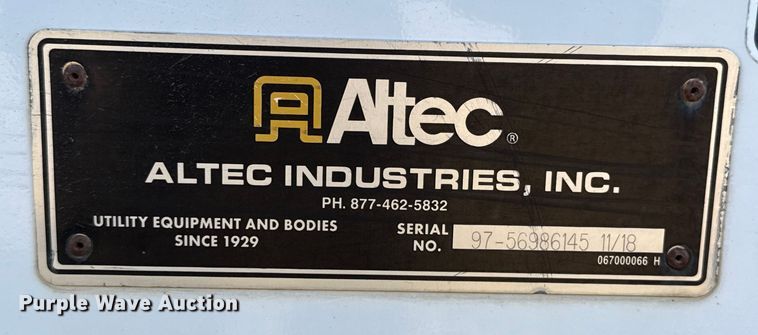 Altec®
ALTEC INDUSTRIES, INC.
PH. 877-462-5832
UTILITY EQUIPMENT AND BODIES
SINCE 1929
SERIAL
NO. 97-56986145 11/18
067000066 H
Purple Wave Auction